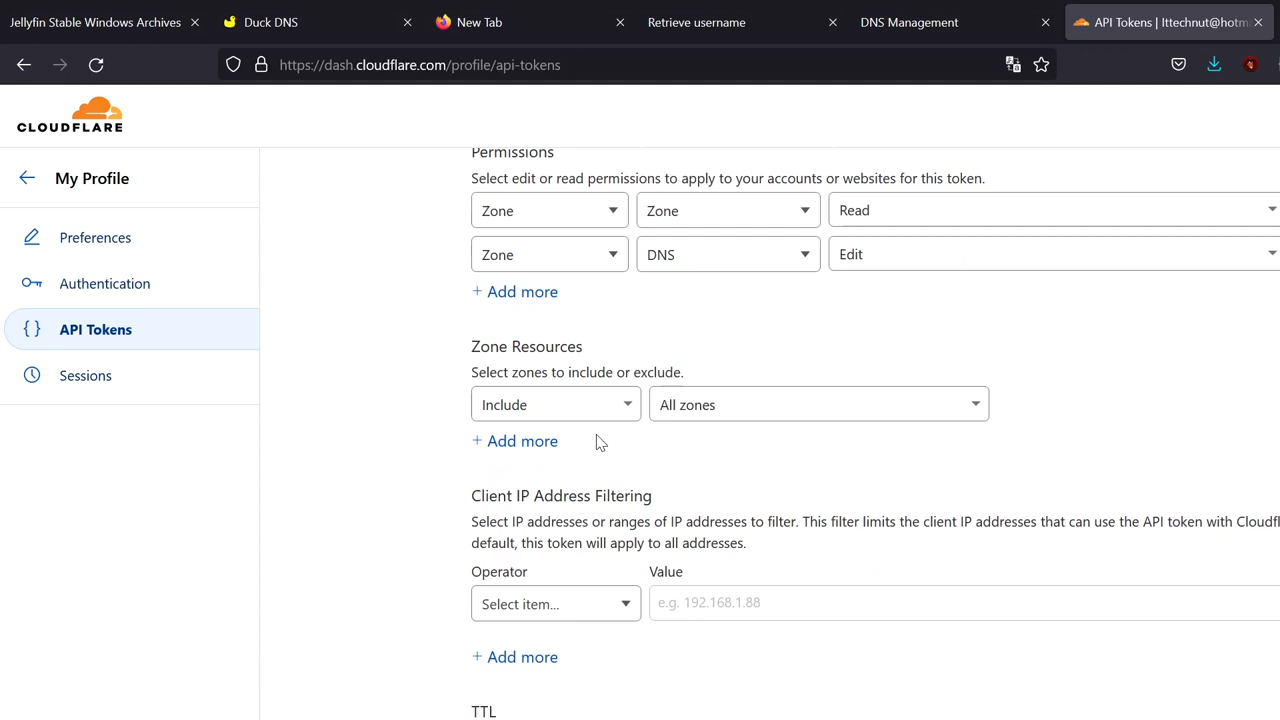 Jellyfin Stable Windows Archives
Duck DNS
New Tab
Retrieve username
DNS Management
API Tokens | Ittechnut@hotm
https://dash.cloudflare.com/profile/api-tokens
CLOUDFLARE
My Profile
Preferences
Authentication
API Tokens
Sessions
Permissions
Select edit or read permissions to apply to your accounts or websites for this token.
Zone Zone Read
Zone DNS Edit
+ Add more
Zone Resources
Select zones to include or exclude.
Include All zones
+ Add more
Client IP Address Filtering
Select IP addresses or ranges of IP addresses to filter. This filter limits the client IP addresses that can use the API token with Cloudfl
default, this token will apply to all addresses.
Operator Value
Select item... e.g. 192.168.1.88
+ Add more
TTL